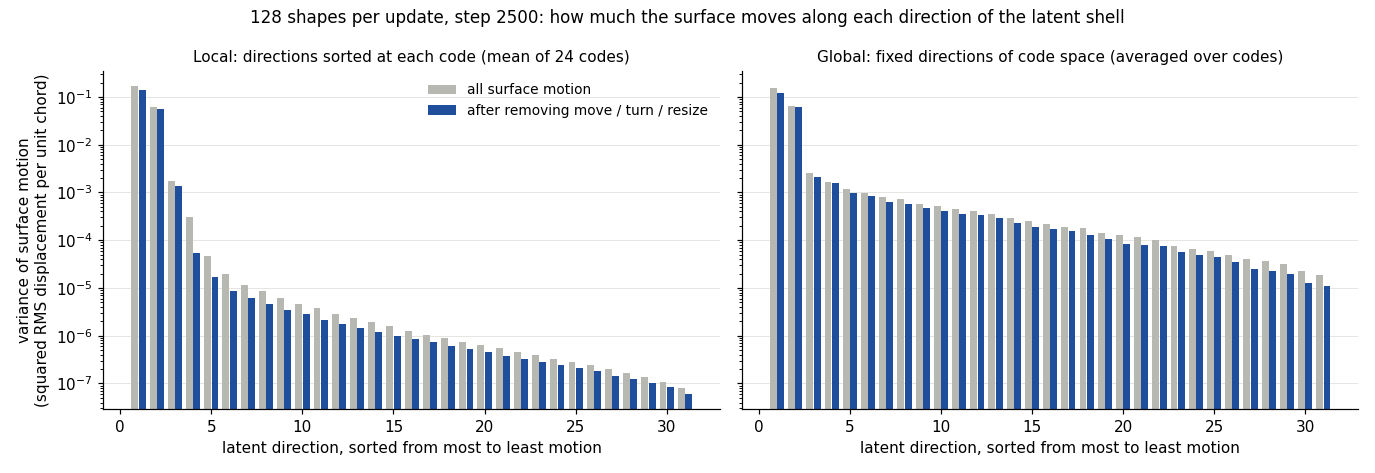 128 shapes per update, step 2500: how much the surface moves along each direction of the latent shell
Local: directions sorted at each code (mean of 24 codes)
Global: fixed directions of code space (averaged over codes)
variance of surface motion
(squared RMS displacement per unit chord)
10⁻¹
10⁻²
10⁻³
10⁻⁴
10⁻⁵
10⁻⁶
10⁻⁷
all surface motion
after removing move / turn / resize
0 5 10 15 20 25 30
0 5 10 15 20 25 30
latent direction, sorted from most to least motion
latent direction, sorted from most to least motion